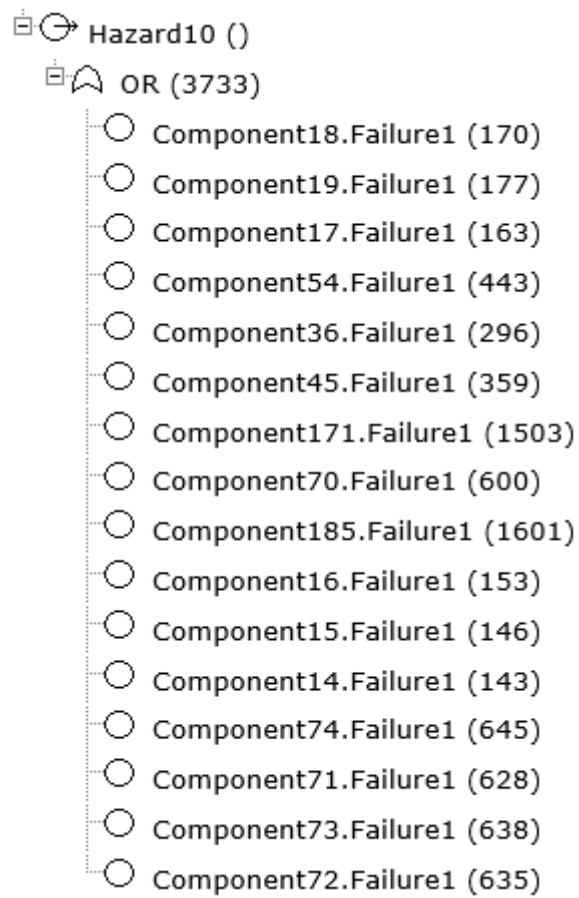 Hazard10 ()
OR (3733)
Component18.Failure1 (170)
Component19.Failure1 (177)
Component17.Failure1 (163)
Component54.Failure1 (443)
Component36.Failure1 (296)
Component45.Failure1 (359)
Component171.Failure1 (1503)
Component70.Failure1 (600)
Component185.Failure1 (1601)
Component16.Failure1 (153)
Component15.Failure1 (146)
Component14.Failure1 (143)
Component74.Failure1 (645)
Component71.Failure1 (628)
Component73.Failure1 (638)
Component72.Failure1 (635)